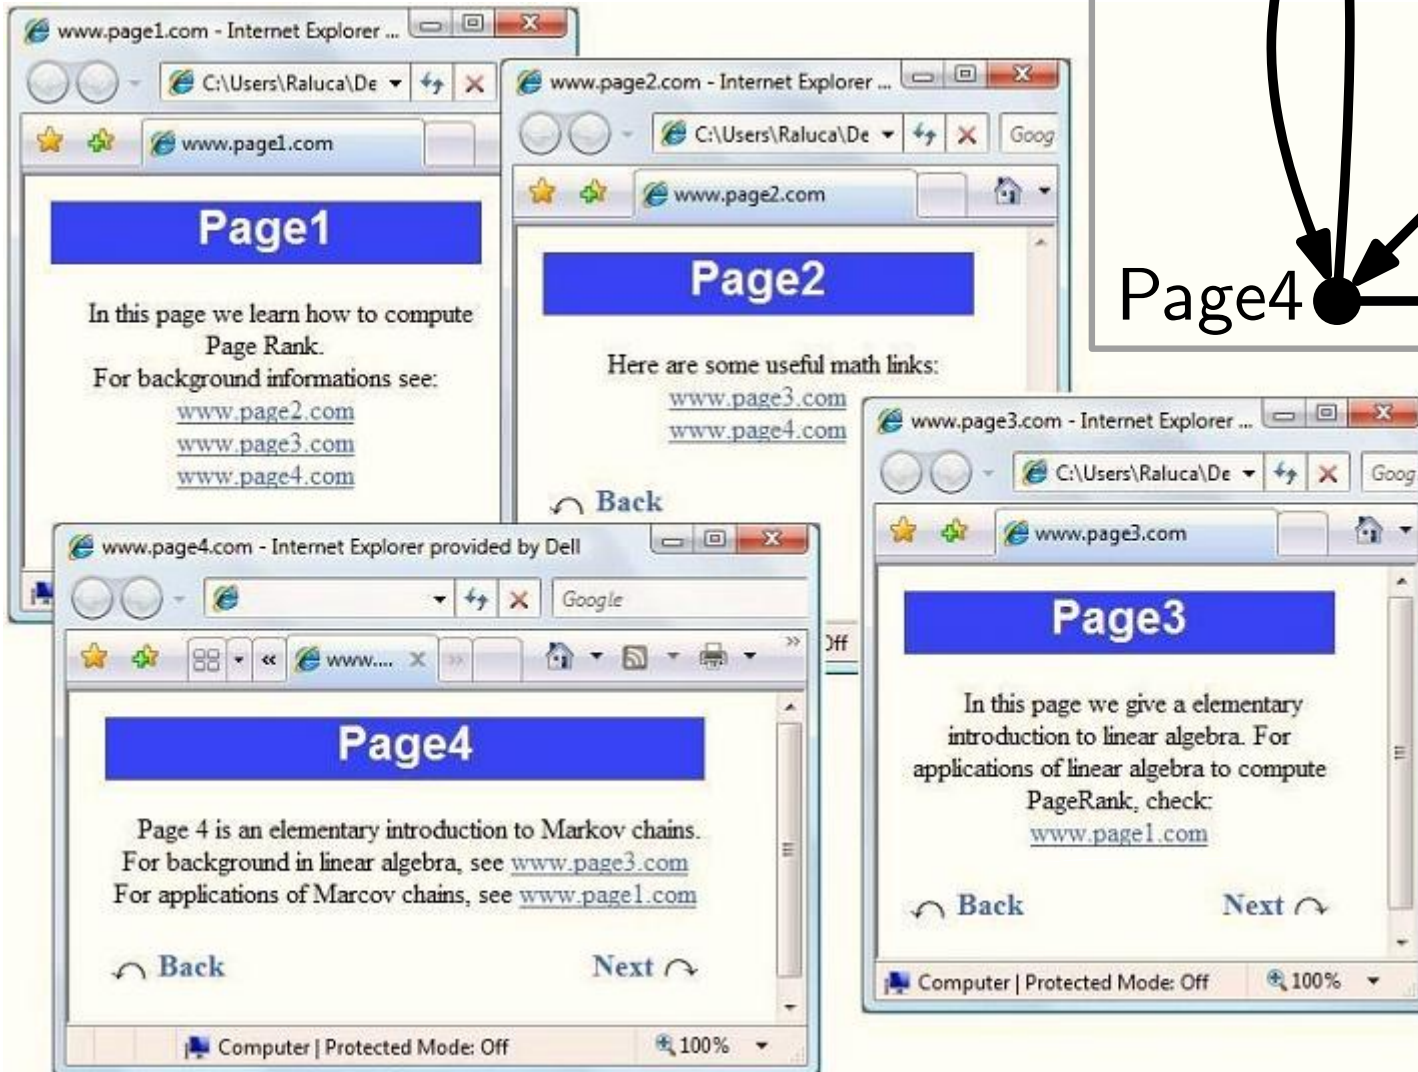 www.page1.com - Internet Explorer ...
C:\Users\Raluca\De
www.page1.com
Page1
In this page we learn how to compute
Page Rank.
For background informations see:
www.page2.com
www.page3.com
www.page4.com
www.page2.com - Internet Explorer ...
C:\Users\Raluca\De
Goog
www.page2.com
Page2
Here are some useful math links:
www.page3.com
www.page4.com
Back
Off
Page4
www.page4.com - Internet Explorer provided by Dell
Google
www....
Page4
Page 4 is an elementary introduction to Markov chains.
For background in linear algebra, see www.page3.com
For applications of Marcov chains, see www.page1.com
Back Next
Computer | Protected Mode: Off 100%
www.page3.com - Internet Explorer ...
C:\Users\Raluca\De
Goog
www.page3.com
Page3
In this page we give a elementary
introduction to linear algebra. For
applications of linear algebra to compute
PageRank, check:
www.page1.com
Back Next
Computer | Protected Mode: Off 100%